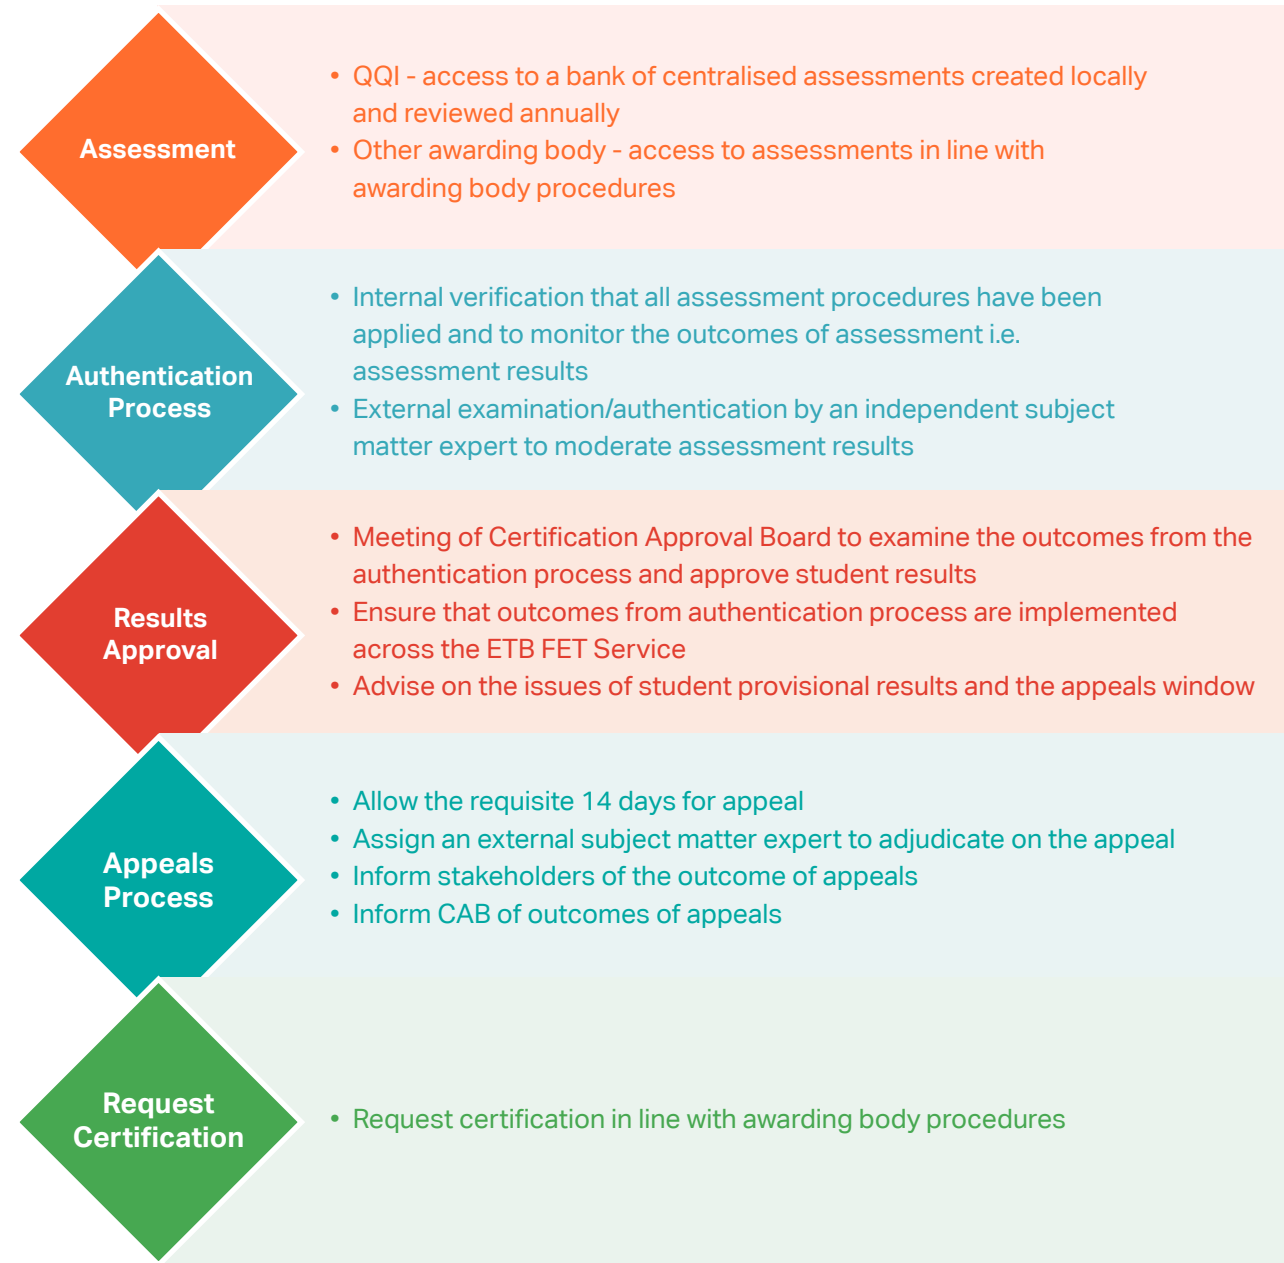 Assessment
• QQI - access to a bank of centralised assessments created locally
and reviewed annually
• Other awarding body - access to assessments in line with
awarding body procedures
Authentication
Process
• Internal verification that all assessment procedures have been
applied and to monitor the outcomes of assessment i.e.
assessment results
• External examination/authentication by an independent subject
matter expert to moderate assessment results
Results
Approval
• Meeting of Certification Approval Board to examine the outcomes from the
authentication process and approve student results
• Ensure that outcomes from authentication process are implemented
across the ETB FET Service
• Advise on the issues of student provisional results and the appeals window
Appeals
Process
• Allow the requisite 14 days for appeal
• Assign an external subject matter expert to adjudicate on the appeal
• Inform stakeholders of the outcome of appeals
• Inform CAB of outcomes of appeals
Request
Certification
• Request certification in line with awarding body procedures